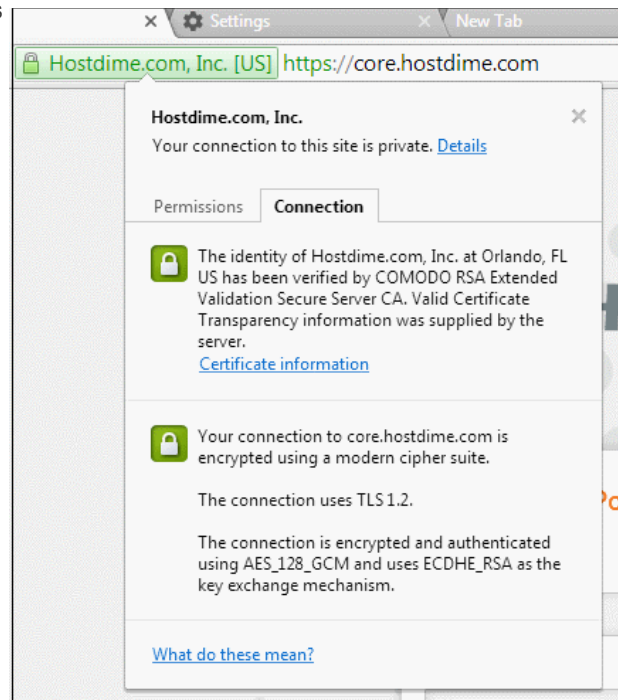 s
Settings
New Tab
Hostdime.com, Inc. [US] https://core.hostdime.com
Hostdime.com, Inc.
Your connection to this site is private. Details
Permissions Connection
The identity of Hostdime.com, Inc. at Orlando, FL
US has been verified by COMODO RSA Extended
Validation Secure Server CA. Valid Certificate
Transparency information was supplied by the
server.
Certificate information
Your connection to core.hostdime.com is
encrypted using a modern cipher suite.
The connection uses TLS 1.2.
The connection is encrypted and authenticated
using AES_128_GCM and uses ECDHE_RSA as the
key exchange mechanism.
What do these mean?